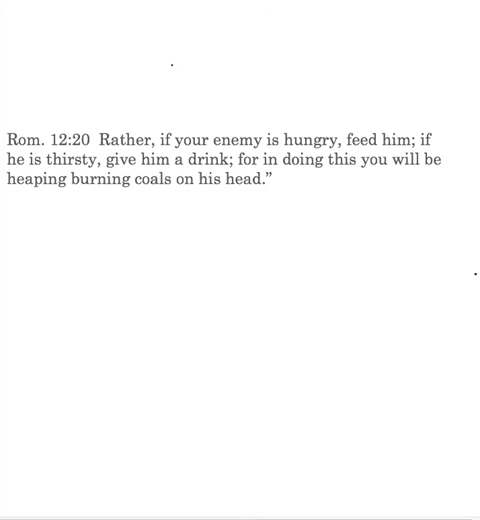 Rom. 12:20  Rather, if your enemy is hungry, feed him; if
he is thirsty, give him a drink; for in doing this you will be
heaping burning coals on his head.”